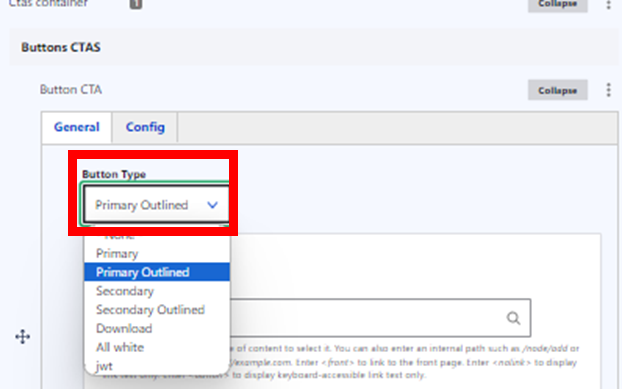 Ctas container 1 Collapse
Buttons CTAS
Button CTA Collapse
General Config
Button Type
Primary Outlined
None
Primary
Primary Outlined
Secondary
Secondary Outlined
Download
All white
jwt
e of content to select it. You can also enter an internal path such as /node/add or
//example.com. Enter <front> to link to the front page. Enter <nolink> to display
to display keyboard-accessible link text only.